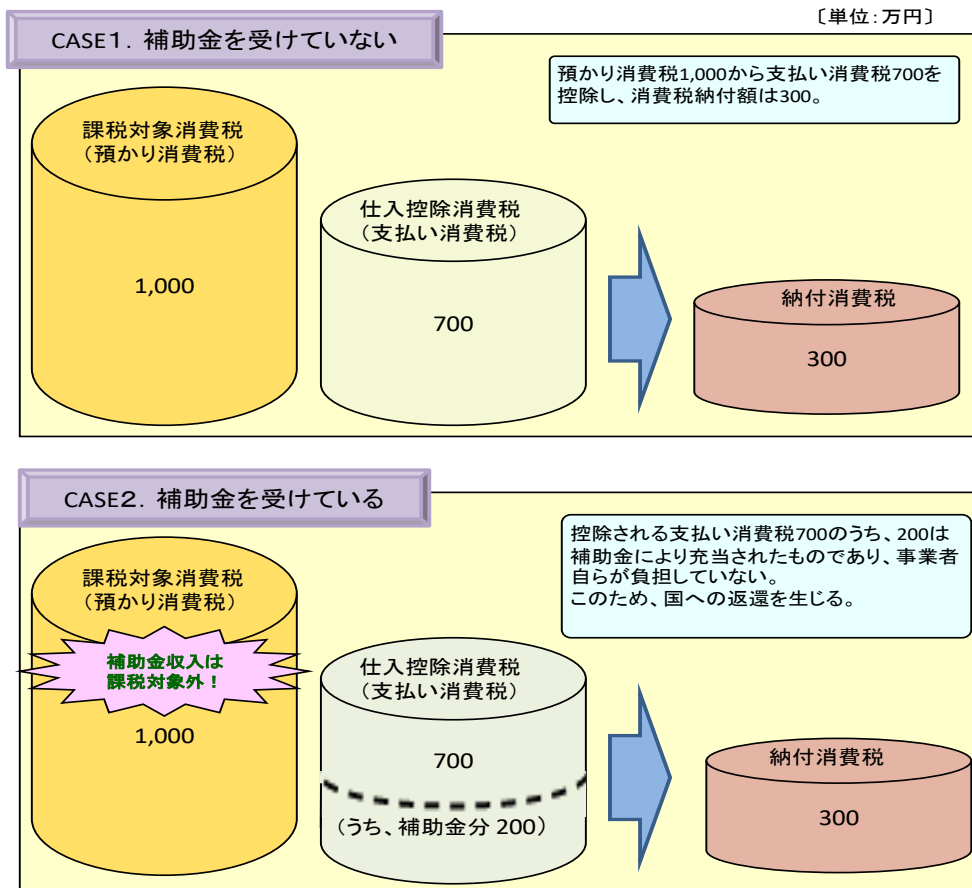 〔単位：万円〕
CASE１．補助金を受けていない
預かり消費税1,000から支払い消費税700を
控除し、消費税納付額は300。
課税対象消費税
（預かり消費税）
1,000
仕入控除消費税
（支払い消費税）
700
納付消費税
300
CASE２．補助金を受けている
控除される支払い消費税700のうち、200は
補助金により充当されたものであり、事業者
自らが負担していない。
このため、国への返還を生じる。
課税対象消費税
（預かり消費税）
補助金収入は
課税対象外！
1,000
仕入控除消費税
（支払い消費税）
700
（うち、補助金分 200）
納付消費税
300